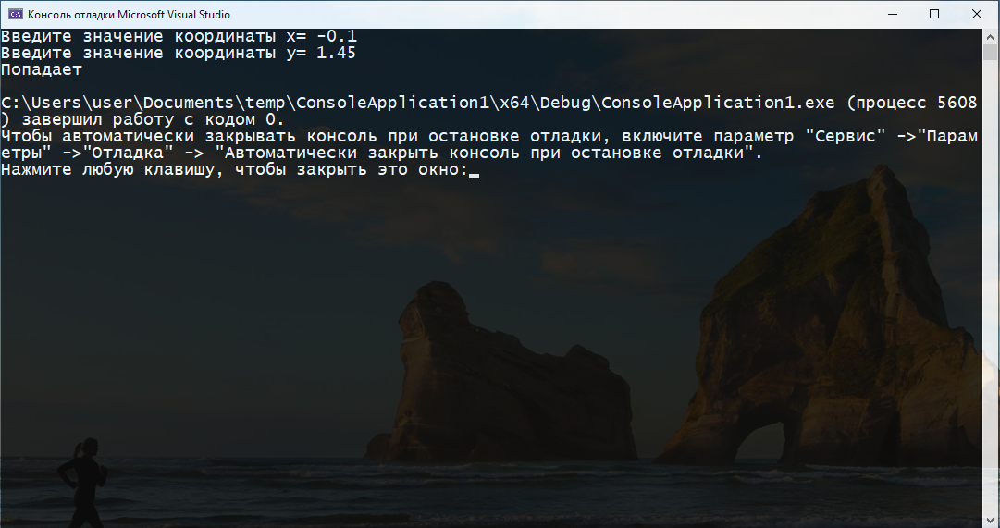 C:\ Консоль отладки Microsoft Visual Studio
Введите значение координаты x= -0.1
Введите значение координаты y= 1.45
Попадает
C:\Users\user\Documents\temp\ConsoleApplication1\x64\Debug\ConsoleApplication1.exe (процесс 5608
) завершил работу с кодом 0.
Чтобы автоматически закрывать консоль при остановке отладки, включите параметр "Сервис" ->"Парам
етры" ->"Отладка" -> "Автоматически закрыть консоль при остановке отладки".
Нажмите любую клавишу, чтобы закрыть это окно: